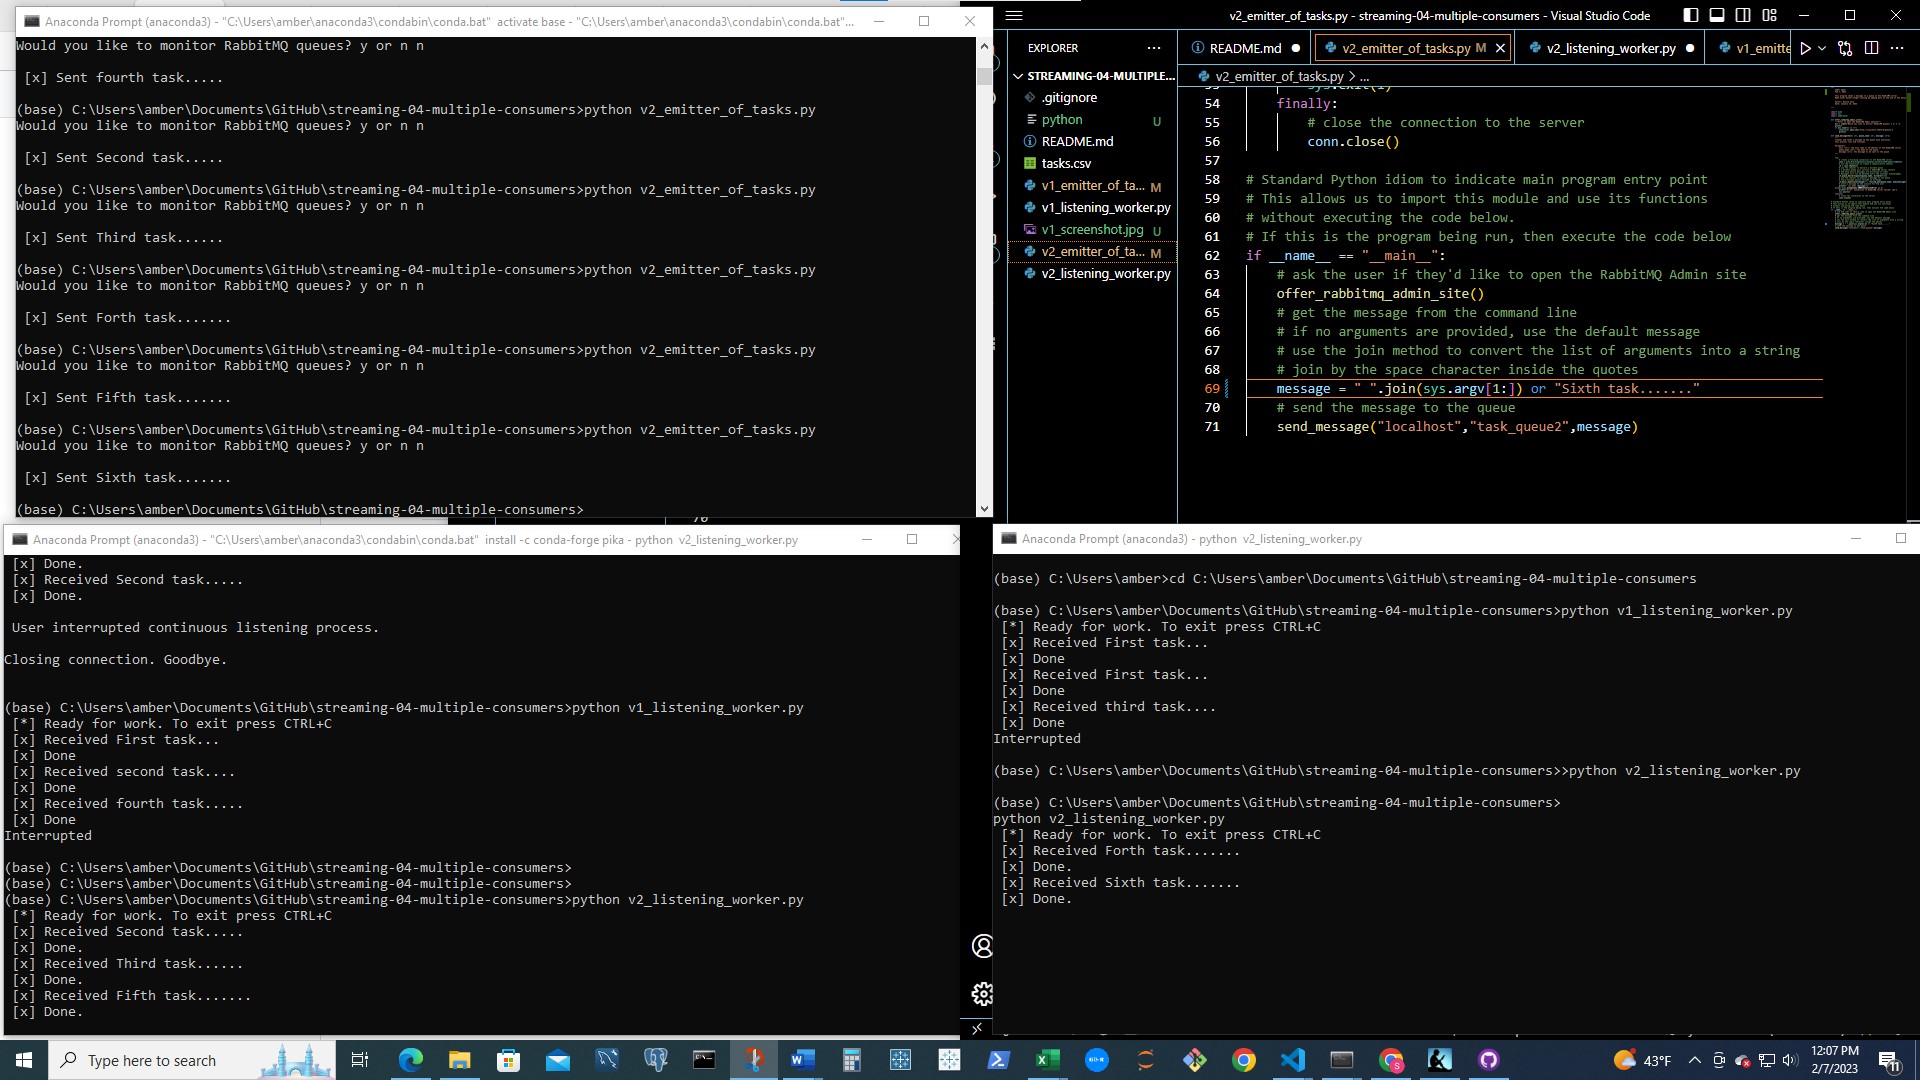 Anaconda Prompt (anaconda3) - "C:\Users\amber\anaconda3\condabin\conda.bat" activate base - "C:\Users\amber\anaconda3\condabin\conda.bat"...
Would you like to monitor RabbitMQ queues? y or n n
[x] Sent fourth task.....
(base) C:\Users\amber\Documents\GitHub\streaming-04-multiple-consumers>python v2_emitter_of_tasks.py
Would you like to monitor RabbitMQ queues? y or n n
[x] Sent Second task.....
(base) C:\Users\amber\Documents\GitHub\streaming-04-multiple-consumers>python v2_emitter_of_tasks.py
Would you like to monitor RabbitMQ queues? y or n n
[x] Sent Third task......
(base) C:\Users\amber\Documents\GitHub\streaming-04-multiple-consumers>python v2_emitter_of_tasks.py
Would you like to monitor RabbitMQ queues? y or n n
[x] Sent Forth task.......
(base) C:\Users\amber\Documents\GitHub\streaming-04-multiple-consumers>python v2_emitter_of_tasks.py
Would you like to monitor RabbitMQ queues? y or n n
[x] Sent Fifth task.......
(base) C:\Users\amber\Documents\GitHub\streaming-04-multiple-consumers>python v2_emitter_of_tasks.py
Would you like to monitor RabbitMQ queues? y or n n
[x] Sent Sixth task.......
(base) C:\Users\amber\Documents\GitHub\streaming-04-multiple-consumers>
v2_emitter_of_tasks.py - streaming-04-multiple-consumers - Visual Studio Code
EXPLORER
STREAMING-04-MULTIPLE...
.gitignore
python U
README.md
tasks.csv
v1_emitter_of_ta... M
v1_listening_worker.py
v1_screenshot.jpg U
v2_emitter_of_ta... M
v2_listening_worker.py
README.md
v2_emitter_of_tasks.py M
v2_listening_worker.py
v1_emitte
v2_emitter_of_tasks.py > ...
54 finally:
55 # close the connection to the server
56 conn.close()
57
58 # Standard Python idiom to indicate main program entry point
59 # This allows us to import this module and use its functions
60 # without executing the code below.
61 # If this is the program being run, then execute the code below
62 if __name__ == "__main__":
63 # ask the user if they'd like to open the RabbitMQ Admin site
64 offer_rabbitmq_admin_site()
65 # get the message from the command line
66 # if no arguments are provided, use the default message
67 # use the join method to convert the list of arguments into a string
68 # join by the space character inside the quotes
69 message = " ".join(sys.argv[1:]) or "Sixth task......."
70 # send the message to the queue
71 send_message("localhost","task_queue2",message)
Anaconda Prompt (anaconda3) - "C:\Users\amber\anaconda3\condabin\conda.bat" install -c conda-forge pika - python v2_listening_worker.py
[x] Done.
[x] Received Second task.....
[x] Done.
User interrupted continuous listening process.
Closing connection. Goodbye.
(base) C:\Users\amber\Documents\GitHub\streaming-04-multiple-consumers>python v1_listening_worker.py
[*] Ready for work. To exit press CTRL+C
[x] Received First task...
[x] Done
[x] Received second task....
[x] Done
[x] Received fourth task.....
[x] Done
Interrupted
(base) C:\Users\amber\Documents\GitHub\streaming-04-multiple-consumers>
(base) C:\Users\amber\Documents\GitHub\streaming-04-multiple-consumers>
(base) C:\Users\amber\Documents\GitHub\streaming-04-multiple-consumers>python v2_listening_worker.py
[*] Ready for work. To exit press CTRL+C
[x] Received Second task.....
[x] Done.
[x] Received Third task......
[x] Done.
[x] Received Fifth task.......
[x] Done.
Anaconda Prompt (anaconda3) - python v2_listening_worker.py
(base) C:\Users\amber>cd C:\Users\amber\Documents\GitHub\streaming-04-multiple-consumers
(base) C:\Users\amber\Documents\GitHub\streaming-04-multiple-consumers>python v1_listening_worker.py
[*] Ready for work. To exit press CTRL+C
[x] Received First task...
[x] Done
[x] Received First task...
[x] Done
[x] Received third task....
[x] Done
Interrupted
(base) C:\Users\amber\Documents\GitHub\streaming-04-multiple-consumers>>python v2_listening_worker.py
(base) C:\Users\amber\Documents\GitHub\streaming-04-multiple-consumers>
python v2_listening_worker.py
[*] Ready for work. To exit press CTRL+C
[x] Received Forth task.......
[x] Done.
[x] Received Sixth task.......
[x] Done.
Type here to search
43°F
12:07 PM
2/7/2023
11